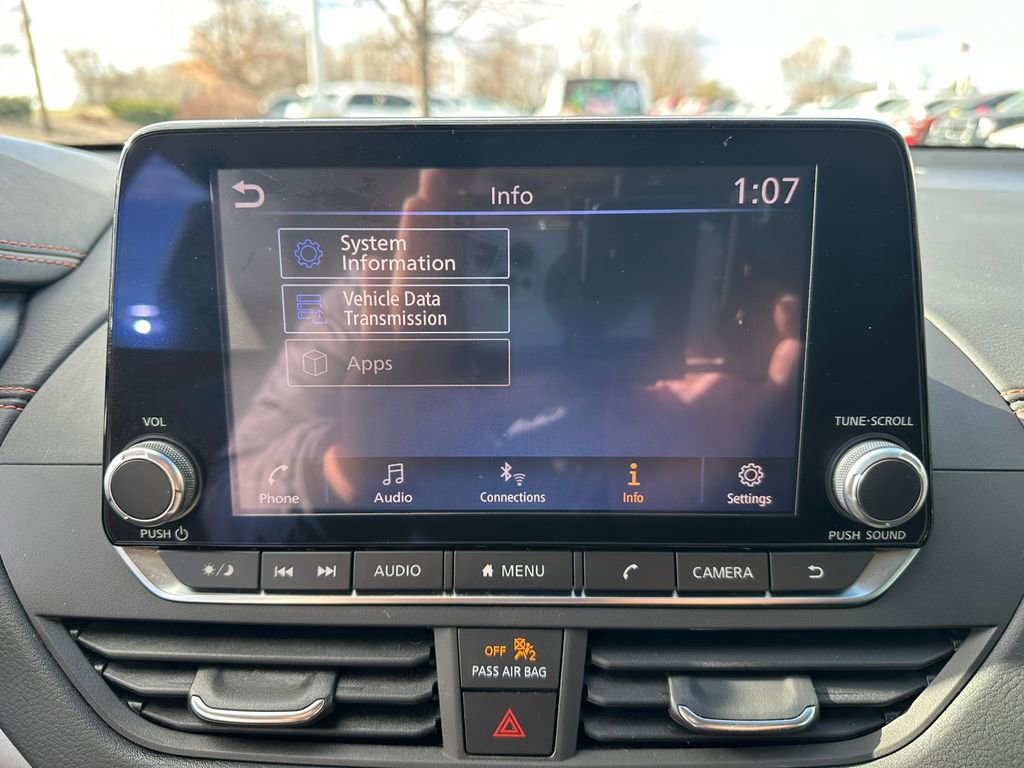 Info
1:07
System
Information
Vehicle Data
Transmission
Apps
VOL
TUNE·SCROLL
Phone
Audio
Connections
Info
Settings
PUSH
PUSH SOUND
AUDIO
MENU
CAMERA
OFF 2
PASS AIR BAG